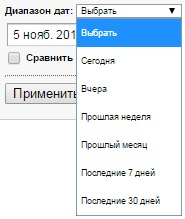 Диапазон дат: Выбрать
Выбрать
5 нояб. 201
Сегодня
Сравнить
Вчера
Применить
Прошлая неделя
Прошлый месяц
Последние 7 дней
Последние 30 дней